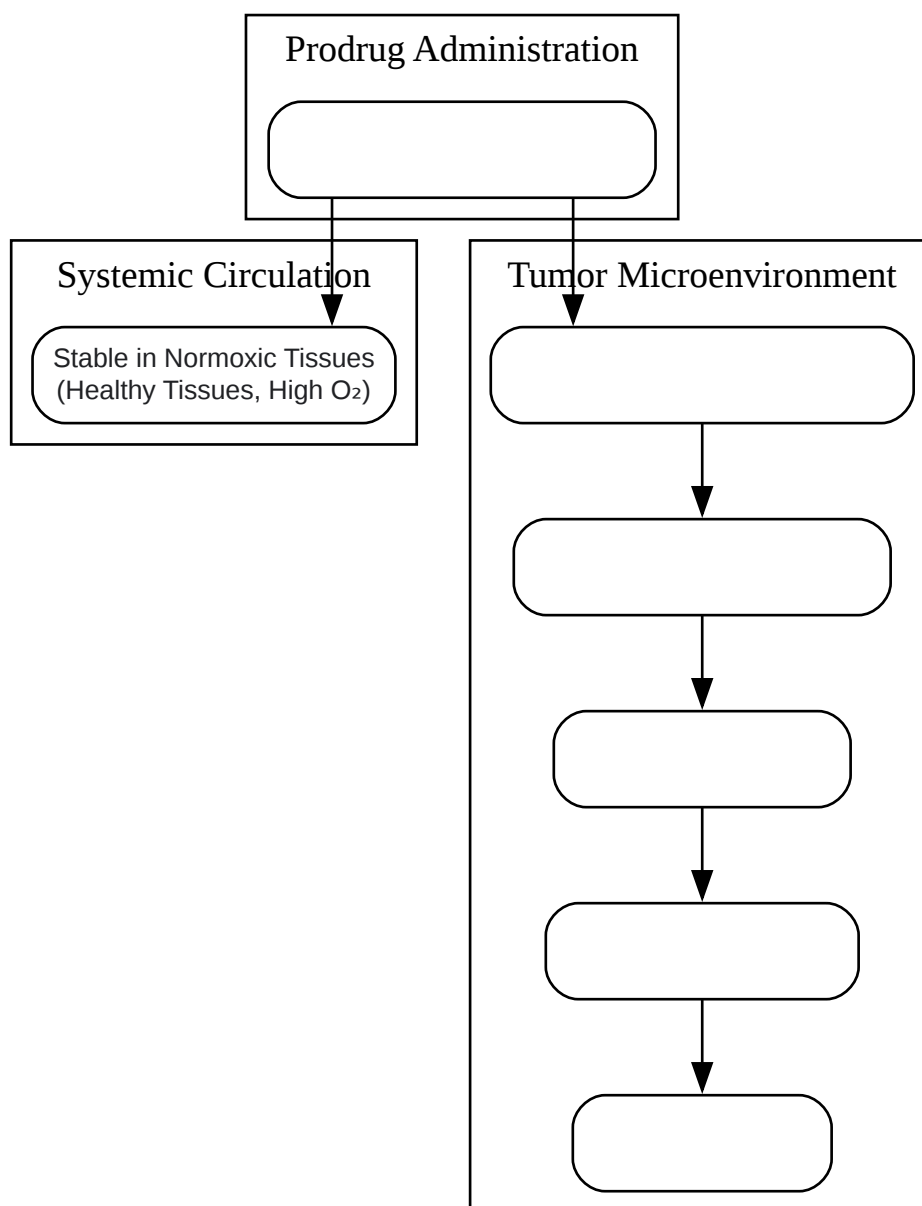 Prodrug Administration
Systemic Circulation
Stable in Normoxic Tissues
(Healthy Tissues, High O₂)
Tumor Microenvironment